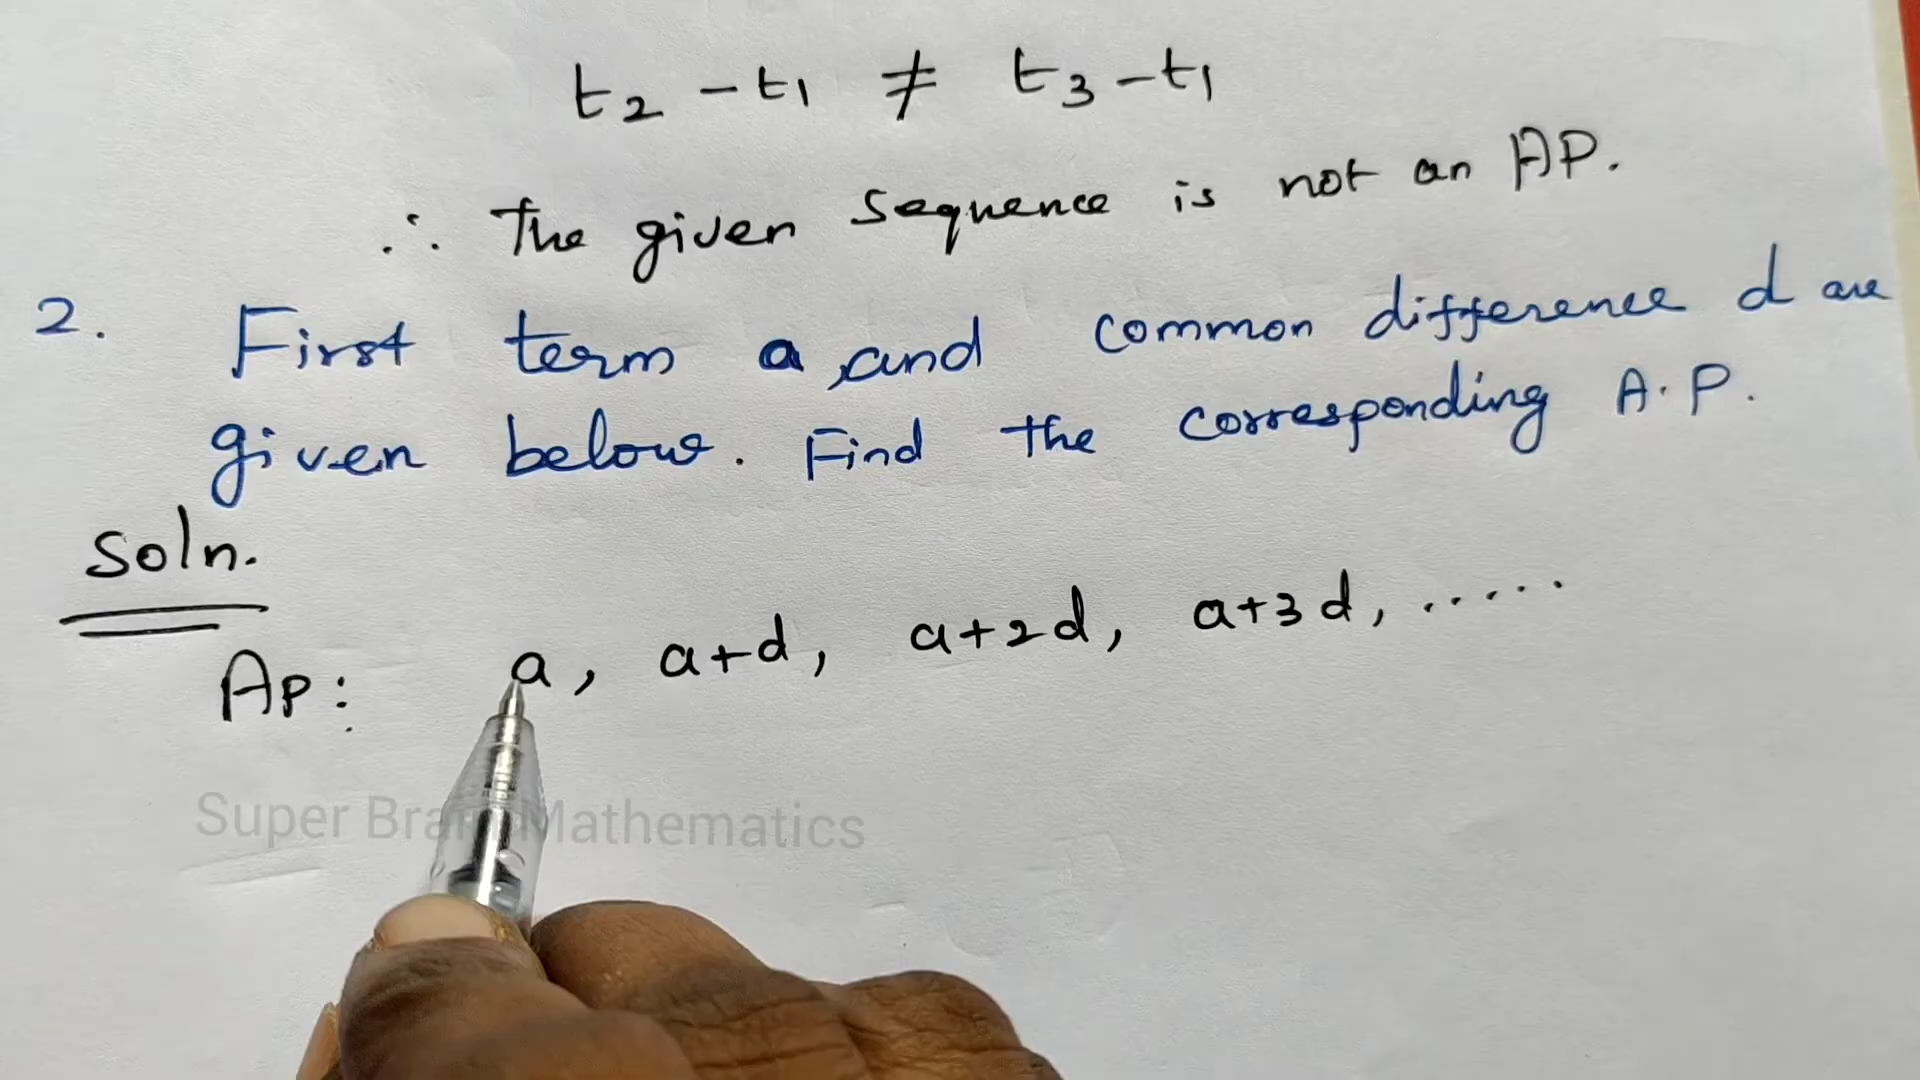 t₂ - t₁ ≠ t₃ - t₁
∴ The given sequence is not an AP.
2. First term a, and common difference d are
given below. Find the corresponding A.P.
Soln.
AP: a, a+d, a+2d, a+3d, .....
Super Brain Mathematics